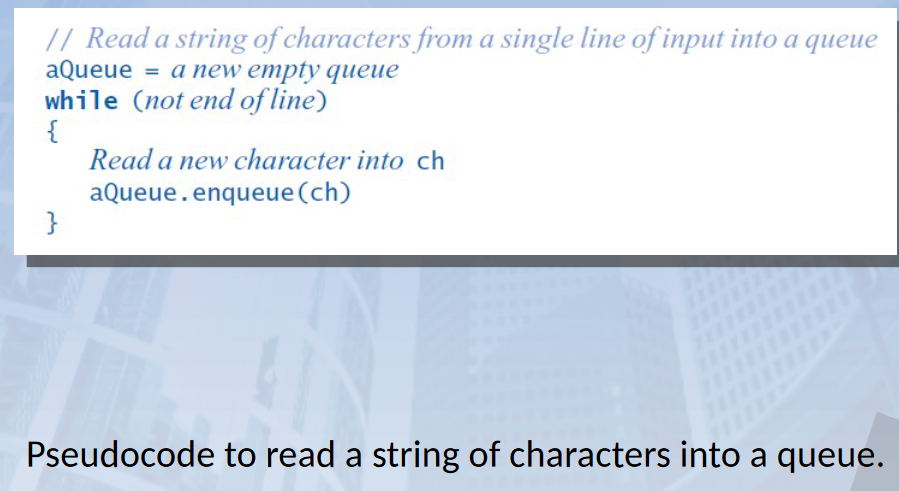 // Read a string of characters from a single line of input into a queue
aQueue = a new empty queue
while (not end of line)
{
Read a new character into ch
aQueue.enqueue(ch)
}
Pseudocode to read a string of characters into a queue.